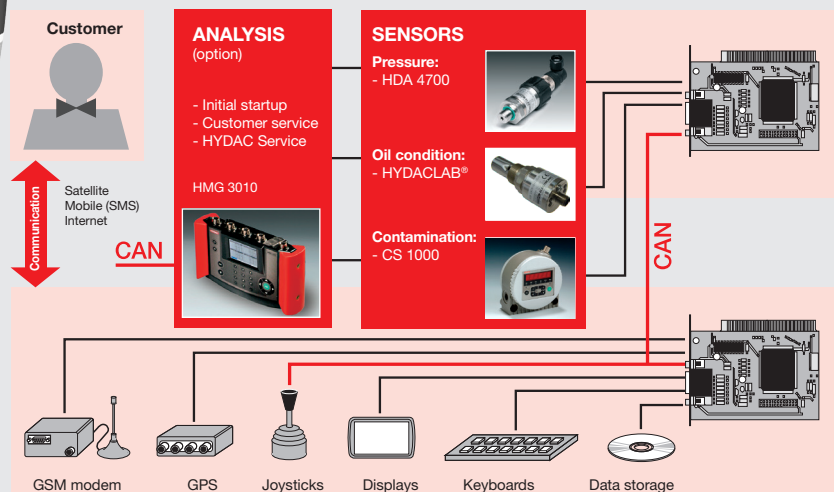 Customer
Communication
Satellite
Mobile (SMS)
Internet
ANALYSIS
(option)
- Initial startup
- Customer service
- HYDAC Service
HMG 3010
CAN
SENSORS
Pressure:
- HDA 4700
Oil condition:
- HYDACLAB®
Contamination:
- CS 1000
CAN
GSM modem
GPS
Joysticks
Displays
Keyboards
Data storage